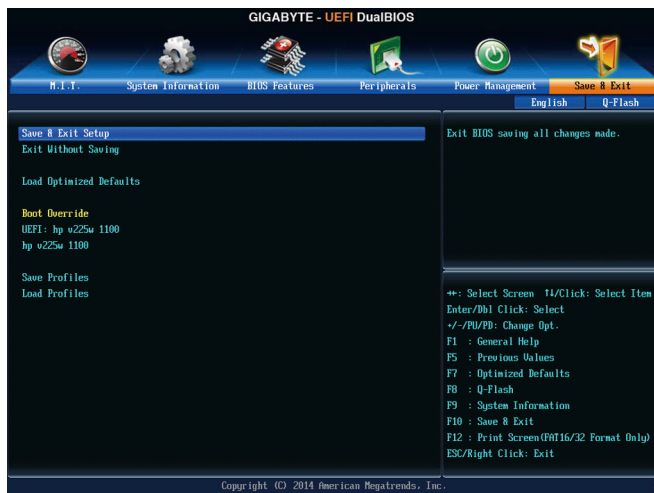 GIGABYTE - UEFI DualBIOS
M.I.T.
System Information
BIOS Features
Peripherals
Power Management
Save & Exit
English
Q-Flash
Save & Exit Setup
Exit Without Saving
Load Optimized Defaults
Boot Override
UEFI: hp v225w 1100
hp v225w 1100
Save Profiles
Load Profiles
Exit BIOS saving all changes made.
→←: Select Screen ↑↓/Click: Select Item
Enter/Dbl Click: Select
+/-/PU/PD: Change Opt.
F1 : General Help
F5 : Previous Values
F7 : Optimized Defaults
F8 : Q-Flash
F9 : System Information
F10 : Save & Exit
F12 : Print Screen(FAT16/32 Format Only)
ESC/Right Click: Exit
Copyright (C) 2014 American Megatrends, Inc.